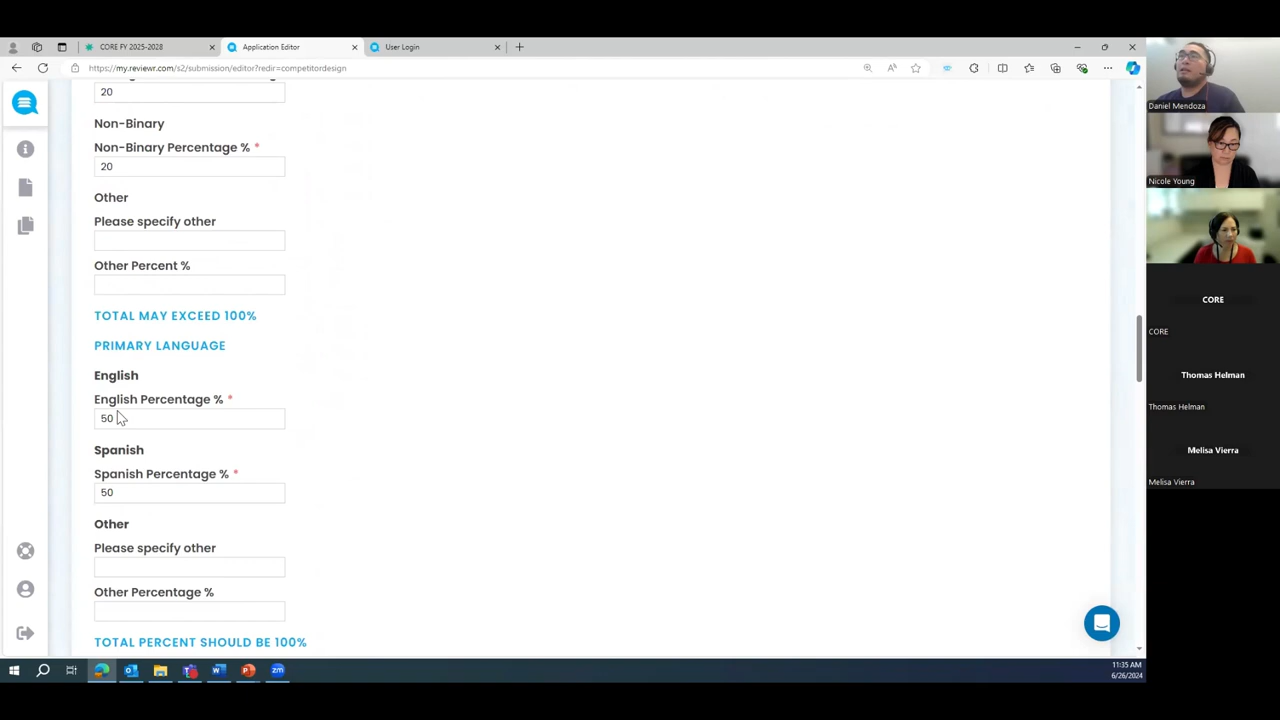 CORE FY 2025-2028
Application Editor
User Login
https://my.reviewr.com/s2/submission/editor?redir=competitordesign
20
Non-Binary
Non-Binary Percentage % *
20
Other
Please specify other
Other Percent %
TOTAL MAY EXCEED 100%
PRIMARY LANGUAGE
English
English Percentage % *
50
Spanish
Spanish Percentage % *
50
Other
Please specify other
Other Percentage %
TOTAL PERCENT SHOULD BE 100%
Daniel Mendoza
Nicole Young
CORE
CORE
Thomas Helman
Thomas Helman
Melisa Vierra
Melisa Vierra
11:35 AM
6/26/2024